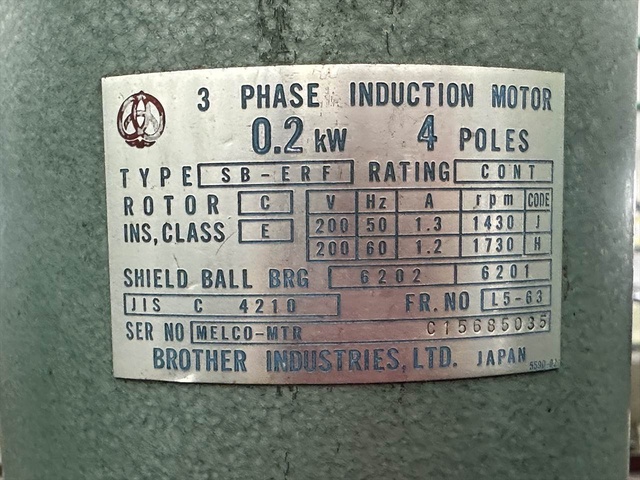 3 PHASE INDUCTION MOTOR
0.2 kW 4 POLES
TYPE SB-ERF RATING CONT
ROTOR C V Hz A rpm CODE
INS, CLASS E 200 50 1.3 1430 J
200 60 1.2 1730 H
SHIELD BALL BRG 6202 6201
JIS C 4210 FR. NO L5-63
SER NO MELCO-MTR C15685035
BROTHER INDUSTRIES, LTD. JAPAN